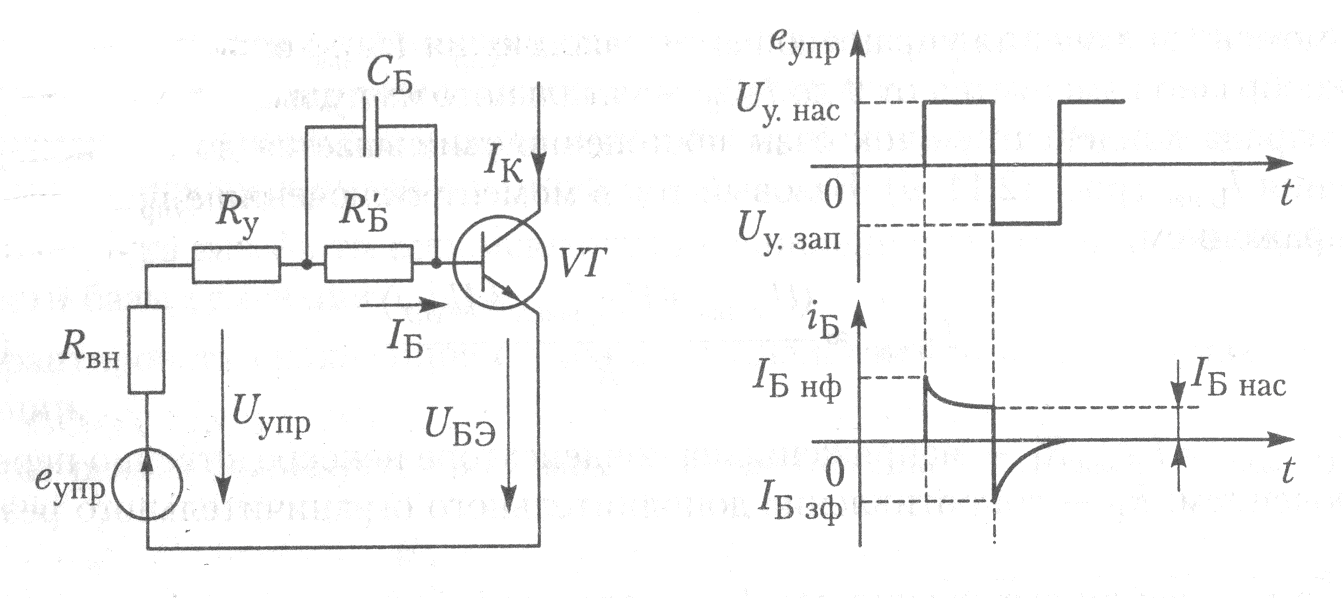 C_Б
I_К
R_у
R′_Б
VT
I_Б
R_вн
U_упр
U_БЭ
e_упр
e_упр
U_у. нас
0
t
U_у. зап
i_Б
I_Б нф
I_Б нас
0
t
I_Б зф